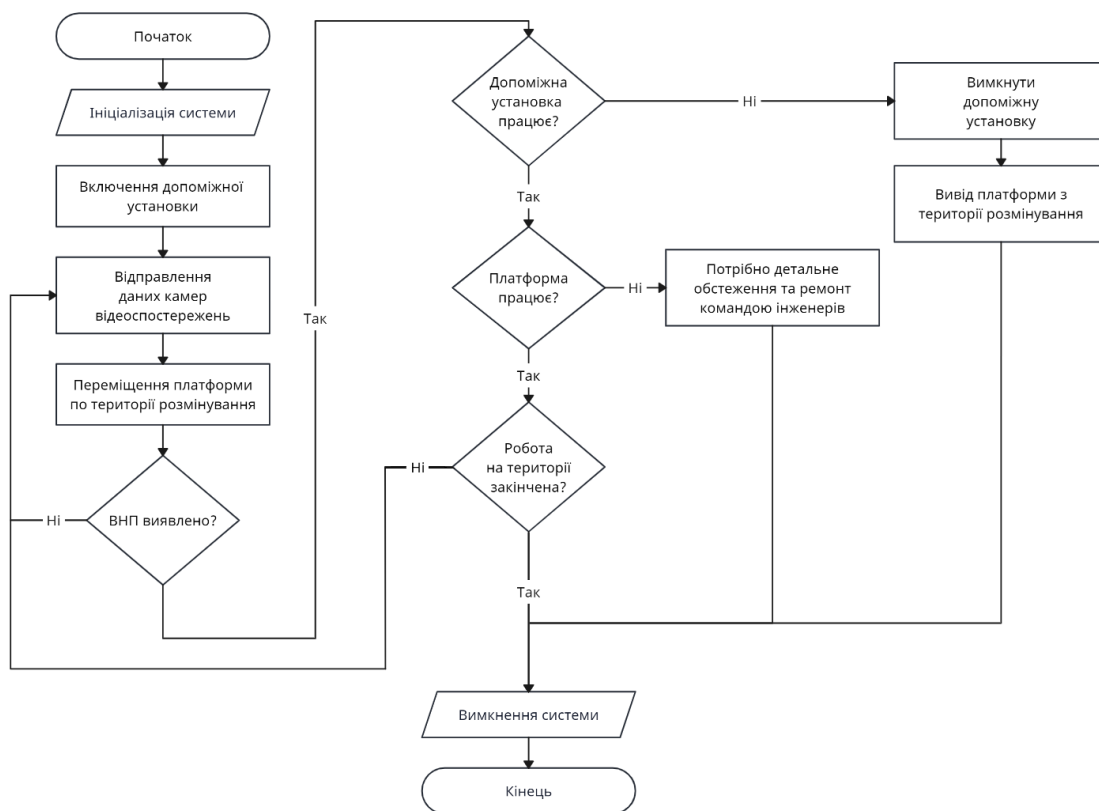 Початок
Ініціалізація системи
Включення допоміжної
установки
Відправлення
даних камер
відеоспостережень
Переміщення платформи
по території розмінування
ВНП виявлено?
Ні
Так
Допоміжна
установка
працює?
Ні
Вимкнути
допоміжну
установку
Вивід платформи з
території розмінування
Так
Платформа
працює?
Ні
Потрібно детальне
обстеження та ремонт
командою інженерів
Так
Робота
на території
закінчена?
Ні
Так
Вимкнення системи
Кінець